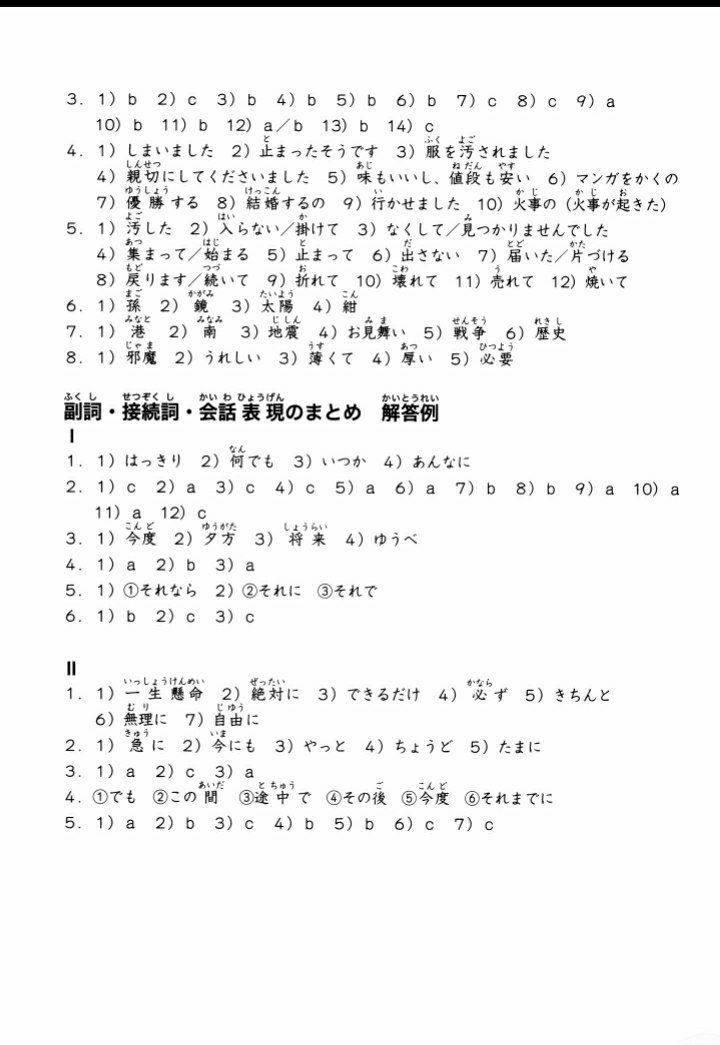 3. 1) b 2) c 3) b 4) b 5) b 6) b 7) c 8) c 9) a
10) b 11) b 12) a／b 13) b 14) c
4. 1) しまいました 2) 止まったそうです 3) 服を汚されました
4) 親切にしてくださいました 5) 味もいいし、値段も安い 6) マンガをかくの
7) 優勝する 8) 結婚するの 9) 行かせました 10) 火事の（火事が起きた）
5. 1) 汚した 2) 入らない／掛けて 3) なくして／見つかりませんでした
4) 集まって／始まる 5) 止まって 6) 出さない 7) 届いた／片づける
8) 戻ります／続いて 9) 折れて 10) 壊れて 11) 売れて 12) 焼いて
6. 1) 孫 2) 鏡 3) 太陽 4) 紺
7. 1) 港 2) 南 3) 地震 4) お見舞い 5) 戦争 6) 歴史
8. 1) 邪魔 2) うれしい 3) 薄くて 4) 厚い 5) 必要
副詞・接続詞・会話表現のまとめ 解答例
I
1. 1) はっきり 2) 何でも 3) いつか 4) あんなに
2. 1) c 2) a 3) c 4) c 5) a 6) a 7) b 8) b 9) a 10) a
11) a 12) c
3. 1) 今度 2) 夕方 3) 将来 4) ゆうべ
4. 1) a 2) b 3) a
5. 1) ①それなら 2) ②それに ③それで
6. 1) b 2) c 3) c
II
1. 1) 一生懸命 2) 絶対に 3) できるだけ 4) 必ず 5) きちんと
6) 無理に 7) 自由に
2. 1) 急に 2) 今にも 3) やっと 4) ちょうど 5) たまに
3. 1) a 2) c 3) a
4. ①でも ②この間 ③途中で ④その後 ⑤今度 ⑥それまでに
5. 1) a 2) b 3) c 4) b 5) b 6) c 7) c